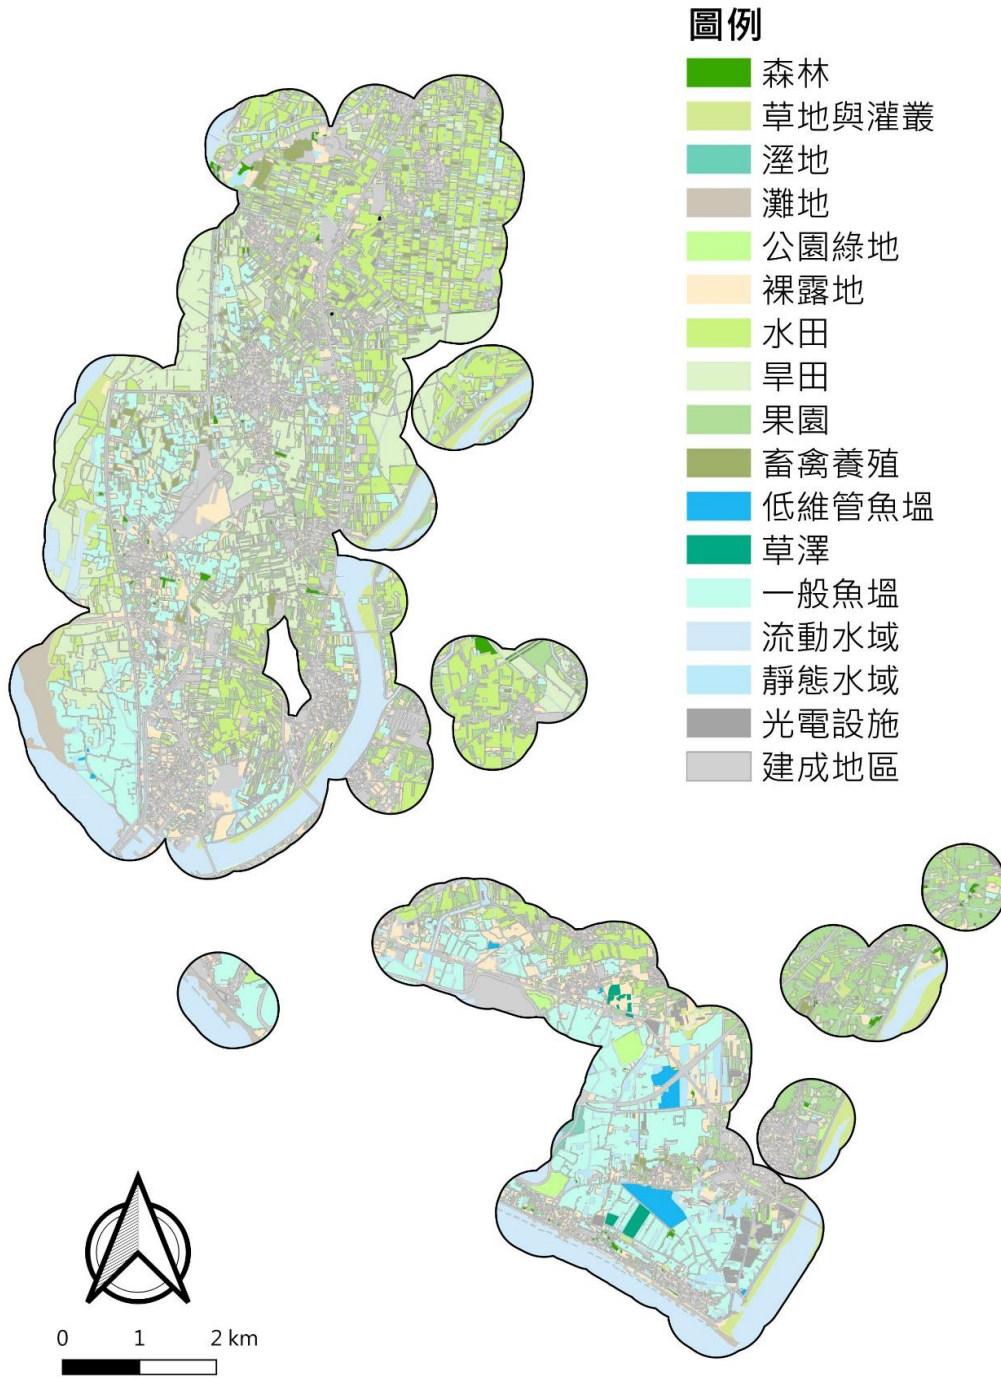 圖例
森林
草地與灌叢
溼地
灘地
公園綠地
裸露地
水田
旱田
果園
畜禽養殖
低維管魚塭
草澤
一般魚塭
流動水域
靜態水域
光電設施
建成地區
0 1 2 km